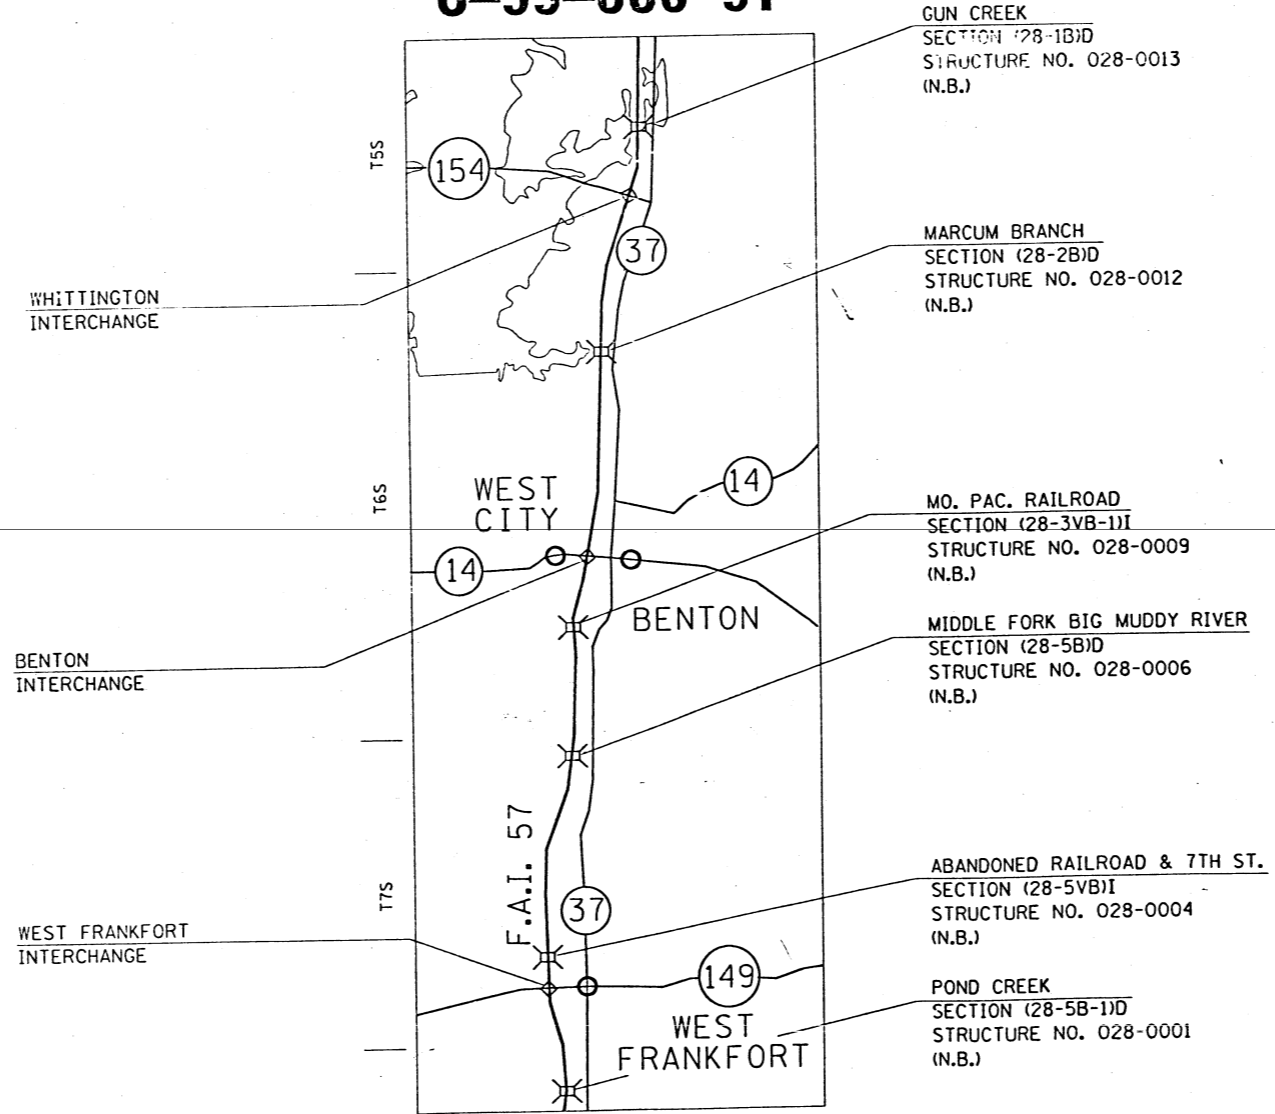 GUN CREEK
SECTION (28-1B)D
STRUCTURE NO. 028-0013
(N.B.)
T5S
154
37
MARCUM BRANCH
SECTION (28-2B)D
STRUCTURE NO. 028-0012
(N.B.)
WHITTINGTON
INTERCHANGE
T6S
WEST
CITY
14
14
MO. PAC. RAILROAD
SECTION (28-3VB-1)I
STRUCTURE NO. 028-0009
(N.B.)
BENTON
MIDDLE FORK BIG MUDDY RIVER
SECTION (28-5B)D
STRUCTURE NO. 028-0006
(N.B.)
BENTON
INTERCHANGE
F.A.I. 57
T7S
37
ABANDONED RAILROAD & 7TH ST.
SECTION (28-5VB)I
STRUCTURE NO. 028-0004
(N.B.)
WEST FRANKFORT
INTERCHANGE
149
WEST
FRANKFORT
POND CREEK
SECTION (28-5B-1)D
STRUCTURE NO. 028-0001
(N.B.)